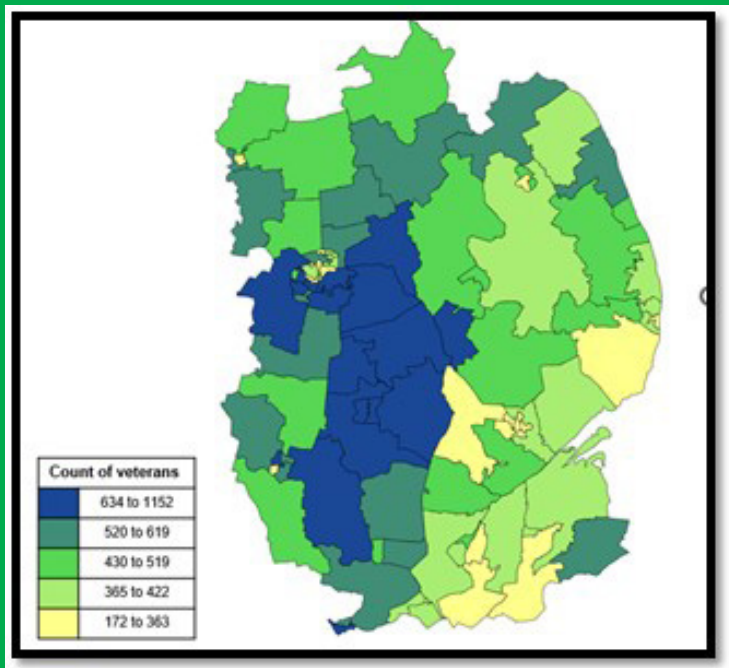 Count of veterans
634 to 1152
520 to 619
430 to 519
365 to 422
172 to 363